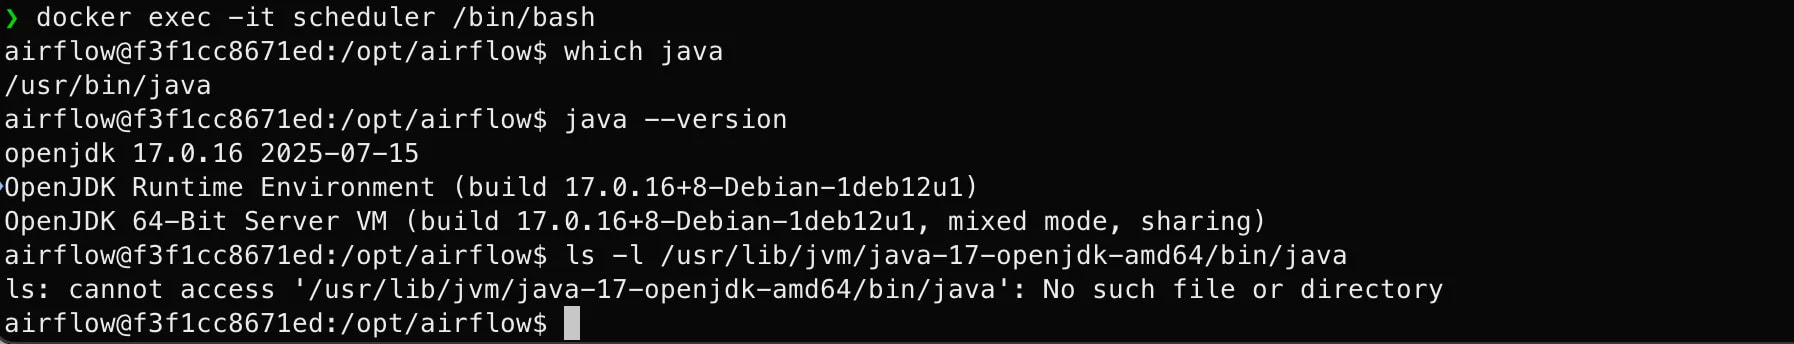 ❯ docker exec -it scheduler /bin/bash
airflow@f3f1cc8671ed:/opt/airflow$ which java
/usr/bin/java
airflow@f3f1cc8671ed:/opt/airflow$ java --version
openjdk 17.0.16 2025-07-15
OpenJDK Runtime Environment (build 17.0.16+8-Debian-1deb12u1)
OpenJDK 64-Bit Server VM (build 17.0.16+8-Debian-1deb12u1, mixed mode, sharing)
airflow@f3f1cc8671ed:/opt/airflow$ ls -l /usr/lib/jvm/java-17-openjdk-amd64/bin/java
ls: cannot access '/usr/lib/jvm/java-17-openjdk-amd64/bin/java': No such file or directory
airflow@f3f1cc8671ed:/opt/airflow$